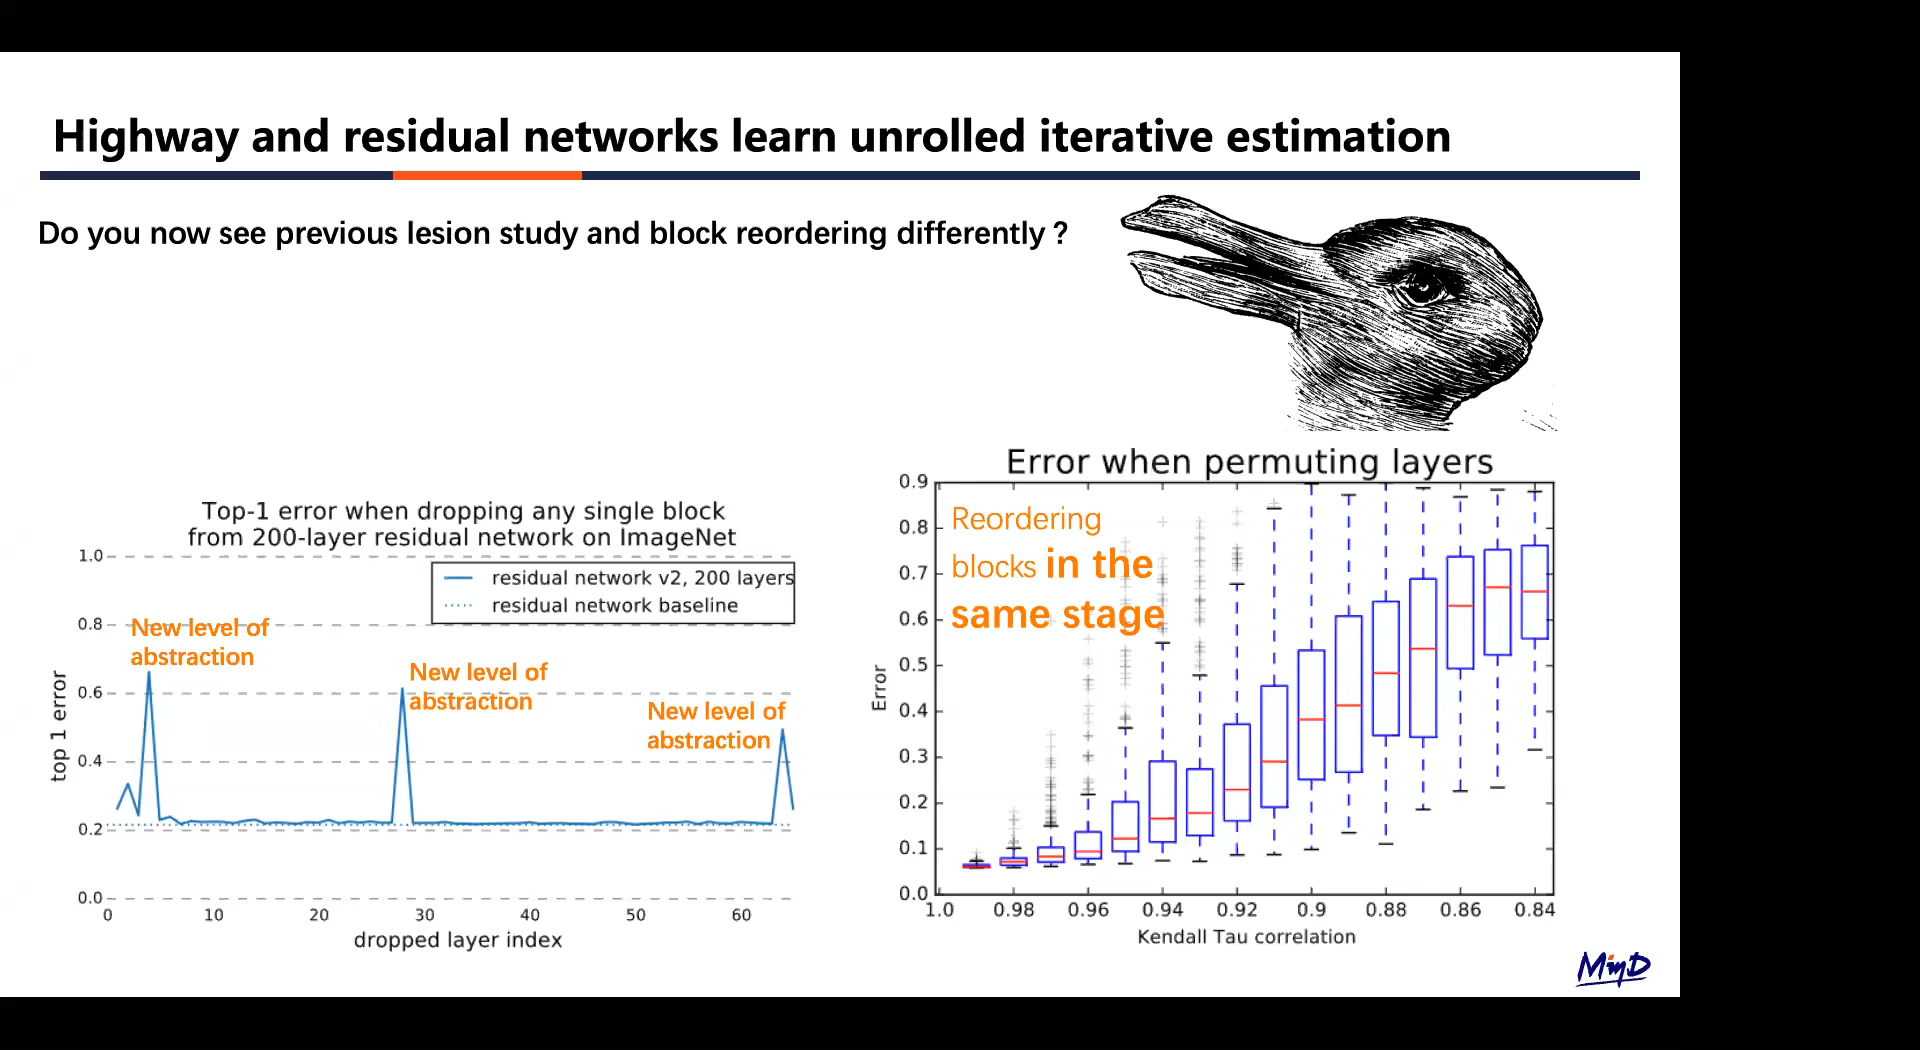 Highway and residual networks learn unrolled iterative estimation
Do you now see previous lesion study and block reordering differently ?
Top-1 error when dropping any single block
from 200-layer residual network on ImageNet
1.0
0.8
0.6
0.4
0.2
0.0
top 1 error
residual network v2, 200 layers
residual network baseline
New level of
abstraction
New level of
abstraction
New level of
abstraction
0 10 20 30 40 50 60
dropped layer index
Error when permuting layers
0.9
0.8
0.7
0.6
0.5
0.4
0.3
0.2
0.1
0.0
Error
Reordering
blocks in the
same stage
1.0 0.98 0.96 0.94 0.92 0.9 0.88 0.86 0.84
Kendall Tau correlation
MinD